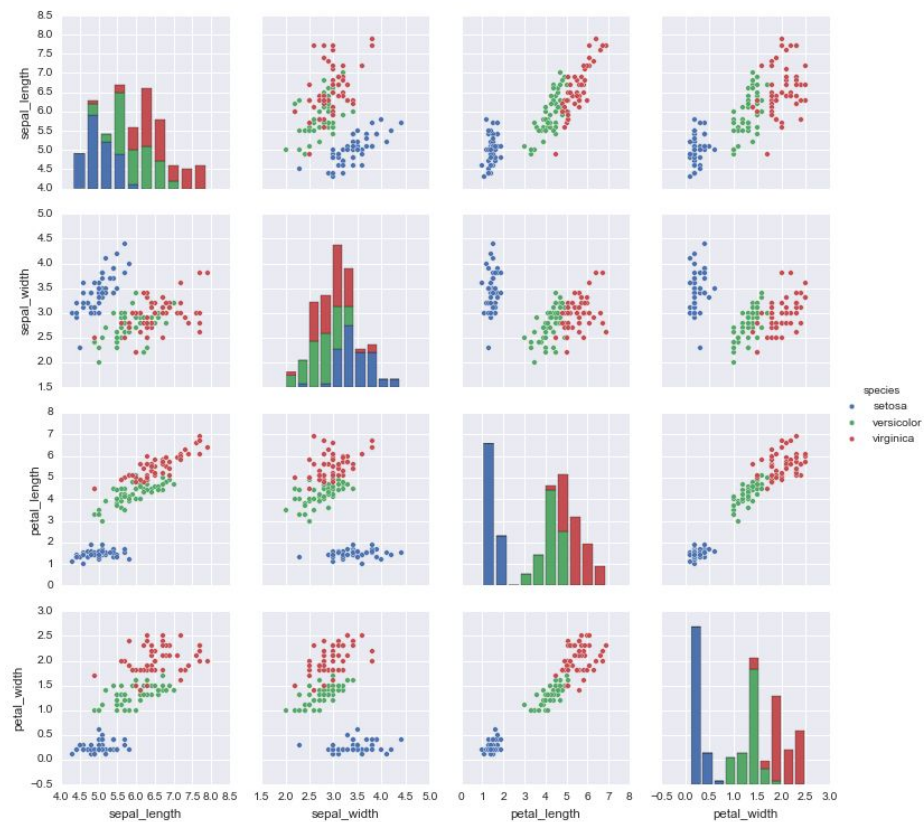 8.5
8.0
7.5
7.0
6.5
6.0
5.5
5.0
4.5
4.0
sepal_length
5.0
4.5
4.0
3.5
3.0
2.5
2.0
1.5
sepal_width
species
setosa
versicolor
virginica
8
7
6
5
4
3
2
1
0
petal_length
3.0
2.5
2.0
1.5
1.0
0.5
0.0
−0.5
petal_width
4.0 4.5 5.0 5.5 6.0 6.5 7.0 7.5 8.0 8.5
sepal_length
1.5 2.0 2.5 3.0 3.5 4.0 4.5 5.0
sepal_width
0 1 2 3 4 5 6 7 8
petal_length
−0.5 0.0 0.5 1.0 1.5 2.0 2.5 3.0
petal_width